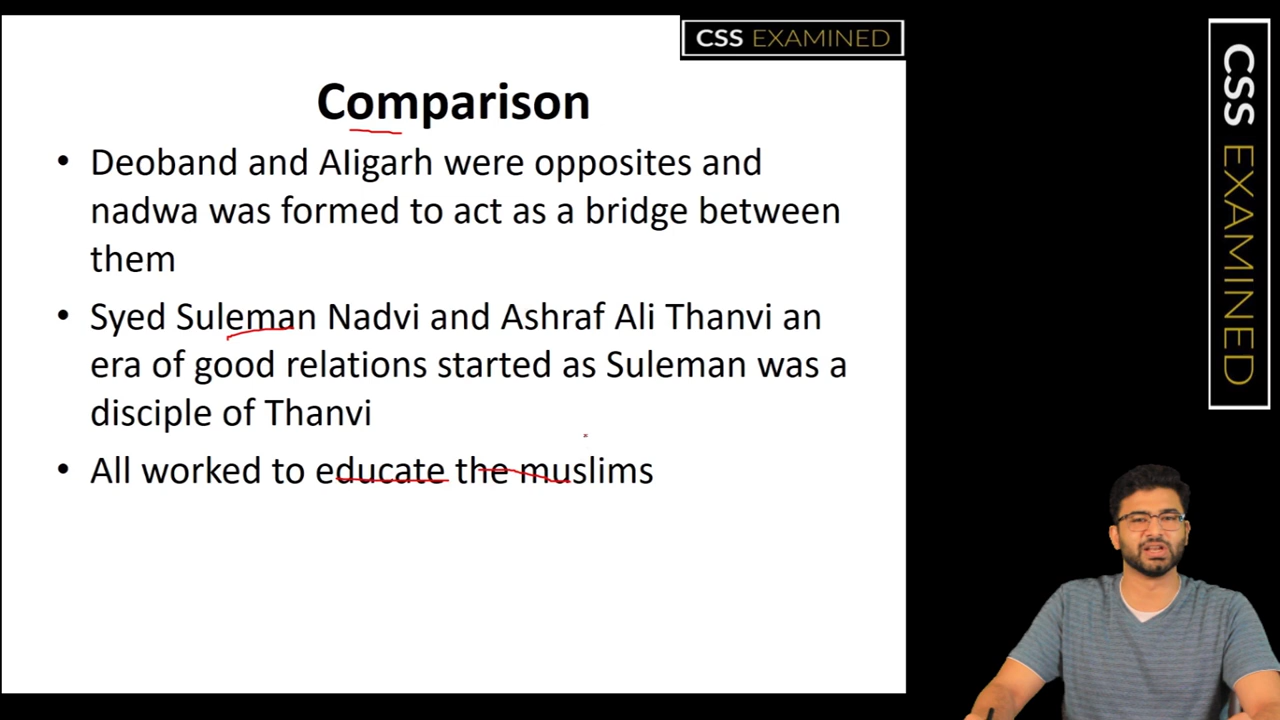 CSS EXAMINED
Comparison
• Deoband and Aligarh were opposites and
nadwa was formed to act as a bridge between
them
• Syed Suleman Nadvi and Ashraf Ali Thanvi an
era of good relations started as Suleman was a
disciple of Thanvi
• All worked to educate the muslims
CSS EXAMINED